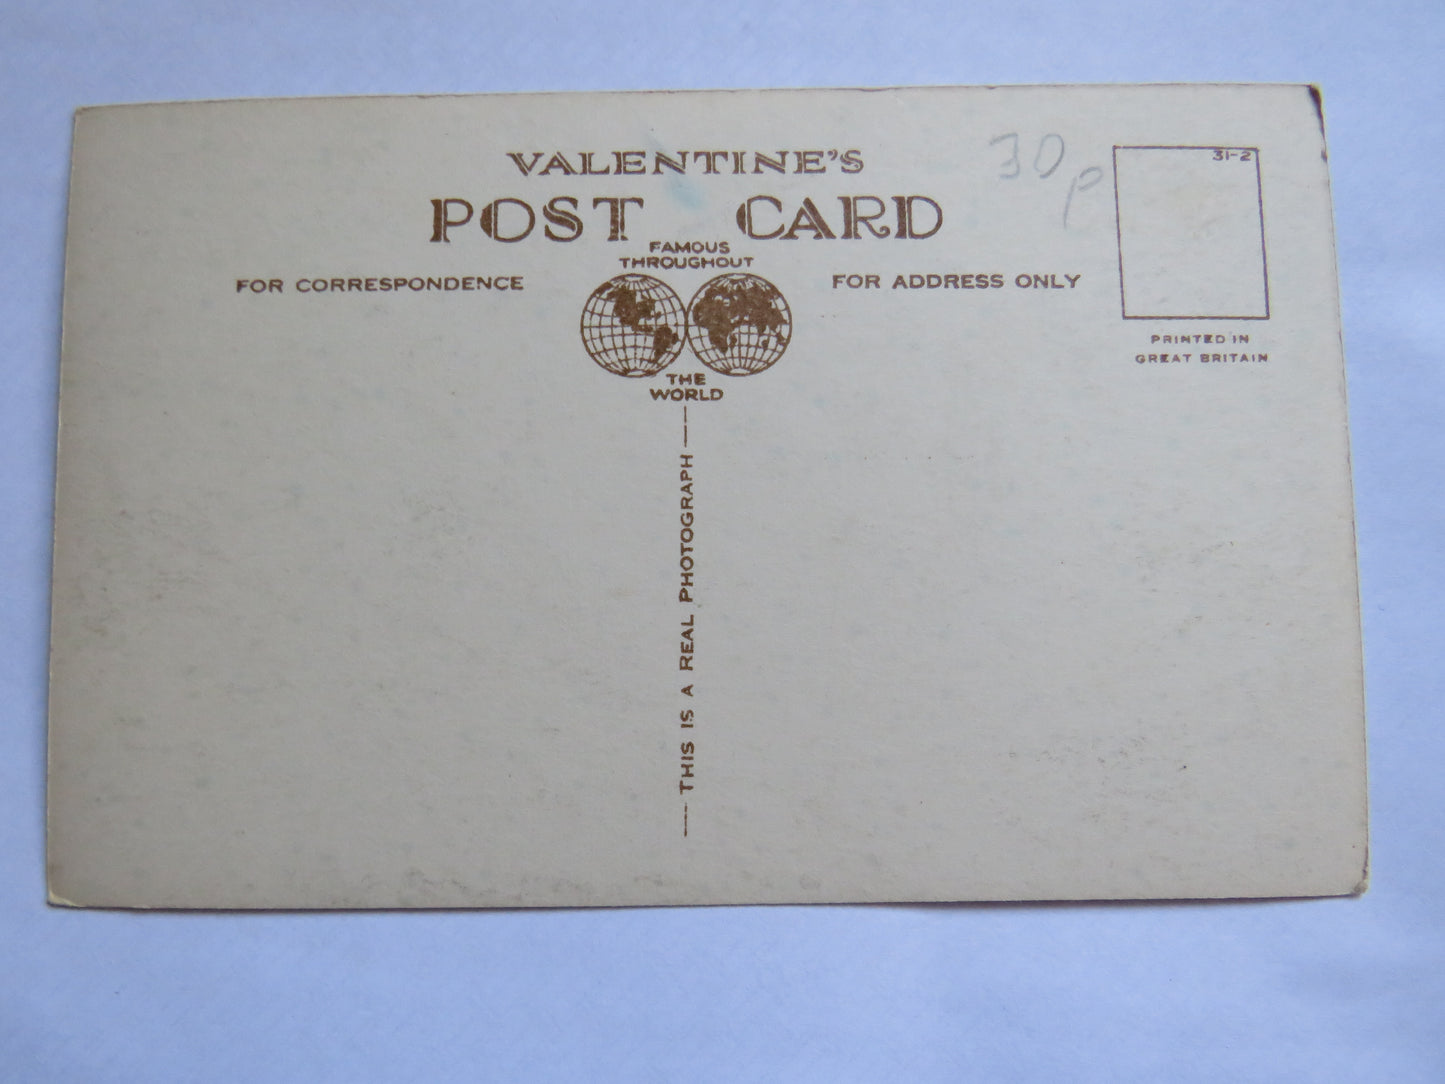 VALENTINE'S
30p
31-2
POST CARD
FAMOUS
THROUGHOUT
FOR CORRESPONDENCE
FOR ADDRESS ONLY
THE
WORLD
PRINTED IN
GREAT BRITAIN
THIS IS A REAL PHOTOGRAPH